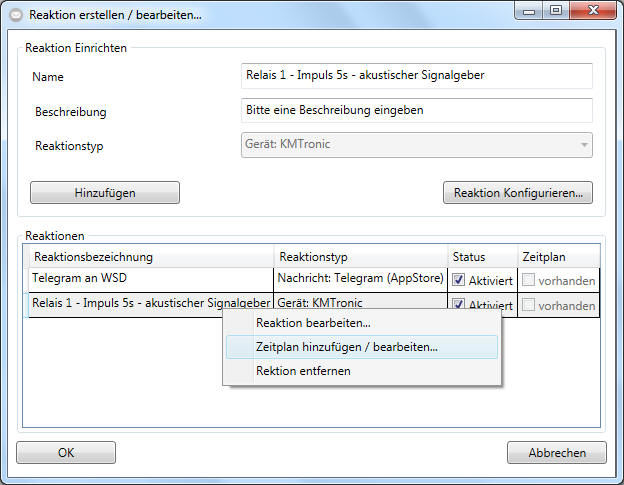 Reaktion erstellen / bearbeiten...
Reaktion Einrichten
Name Relais 1 - Impuls 5s - akustischer Signalgeber
Beschreibung Bitte eine Beschreibung eingeben
Reaktionstyp Gerät: KMTronic
Hinzufügen Reaktion Konfigurieren...
Reaktionen
Reaktionsbezeichnung Reaktionstyp Status Zeitplan
Telegram an WSD Nachricht: Telegram (AppStore) Aktiviert vorhanden
Relais 1 - Impuls 5s - akustischer Signalgeber Gerät: KMTronic Aktiviert vorhanden
Reaktion bearbeiten...
Zeitplan hinzufügen / bearbeiten...
Rektion entfernen
OK Abbrechen